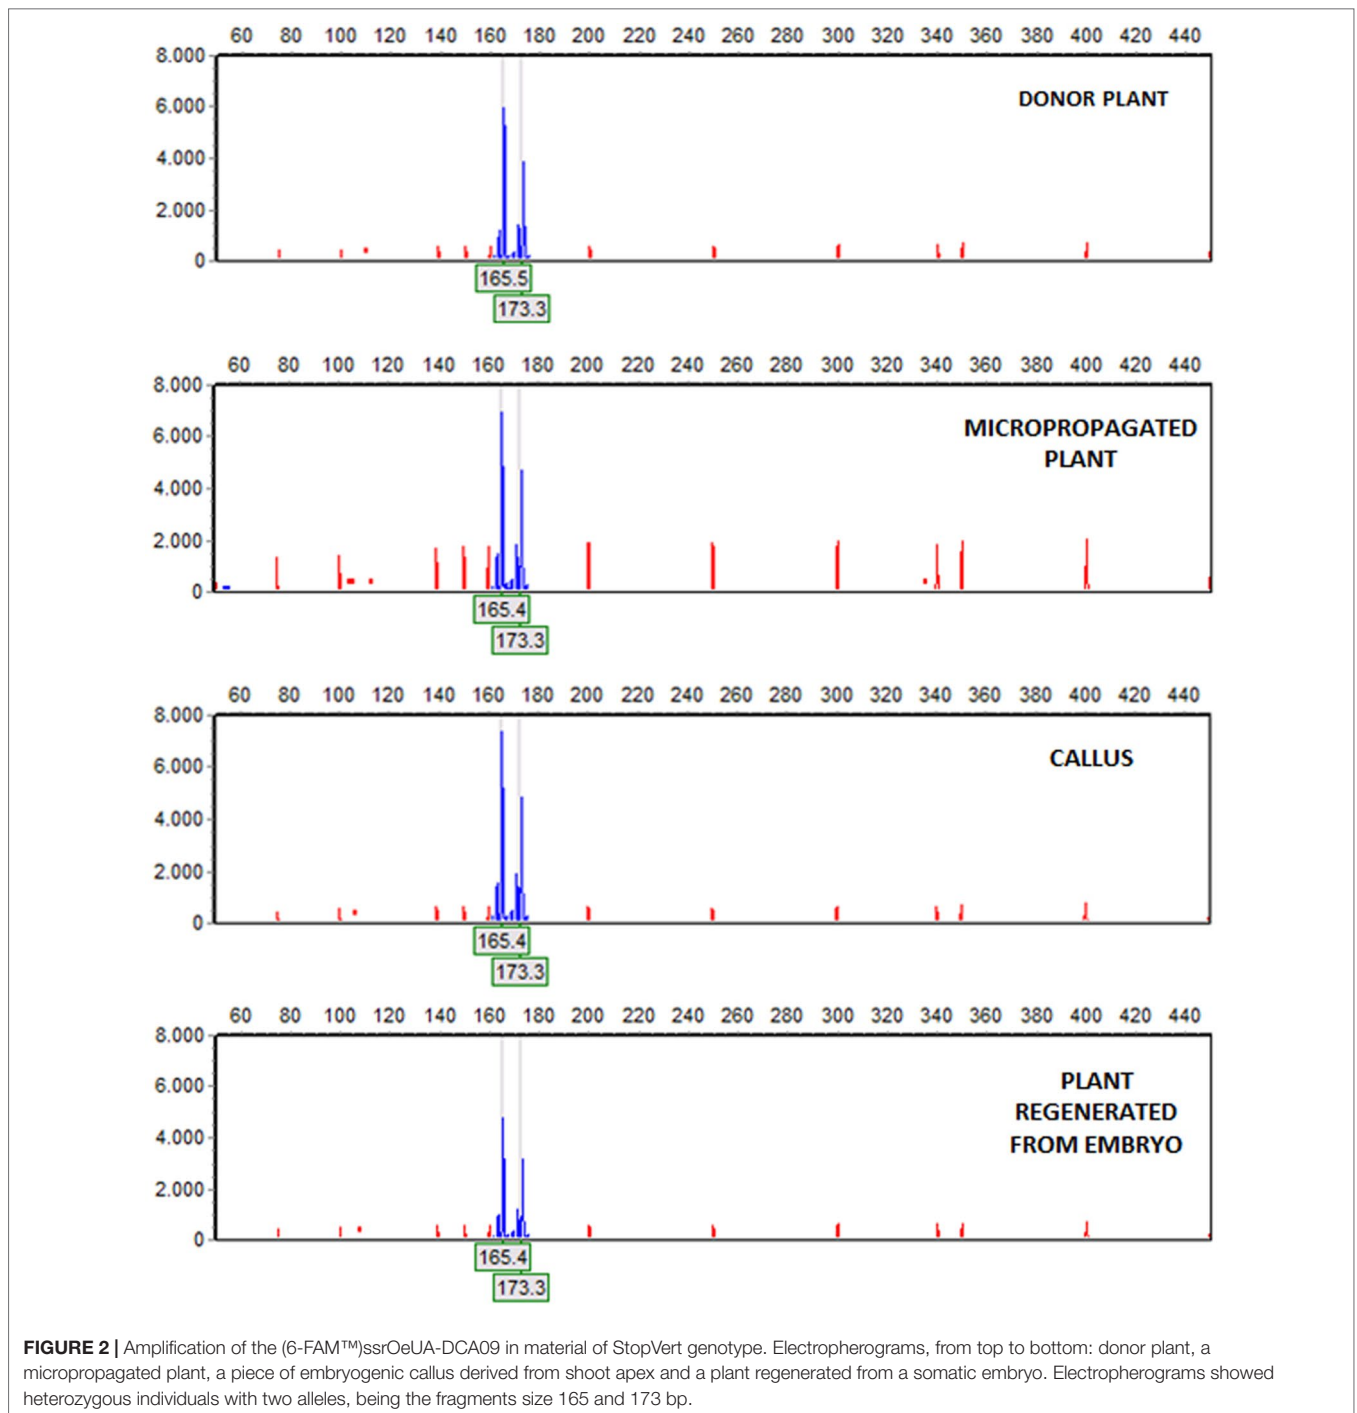 60 80 100 120 140 160 180 200 220 240 260 280 300 320 340 360 380 400 420 440
8.000
DONOR PLANT
6.000
4.000
2.000
0
165.5
173.3
60 80 100 120 140 160 180 200 220 240 260 280 300 320 340 360 380 400 420 440
8.000
MICROPROPAGATED
PLANT
6.000
4.000
2.000
0
165.4
173.3
60 80 100 120 140 160 180 200 220 240 260 280 300 320 340 360 380 400 420 440
8.000
CALLUS
6.000
4.000
2.000
0
165.4
173.3
60 80 100 120 140 160 180 200 220 240 260 280 300 320 340 360 380 400 420 440
8.000
PLANT
REGENERATED
FROM EMBRYO
6.000
4.000
2.000
0
165.4
173.3
FIGURE 2 | Amplification of the (6-FAM™)ssrOeUA-DCA09 in material of StopVert genotype. Electropherograms, from top to bottom: donor plant, a
micropropagated plant, a piece of embryogenic callus derived from shoot apex and a plant regenerated from a somatic embryo. Electropherograms showed
heterozygous individuals with two alleles, being the fragments size 165 and 173 bp.